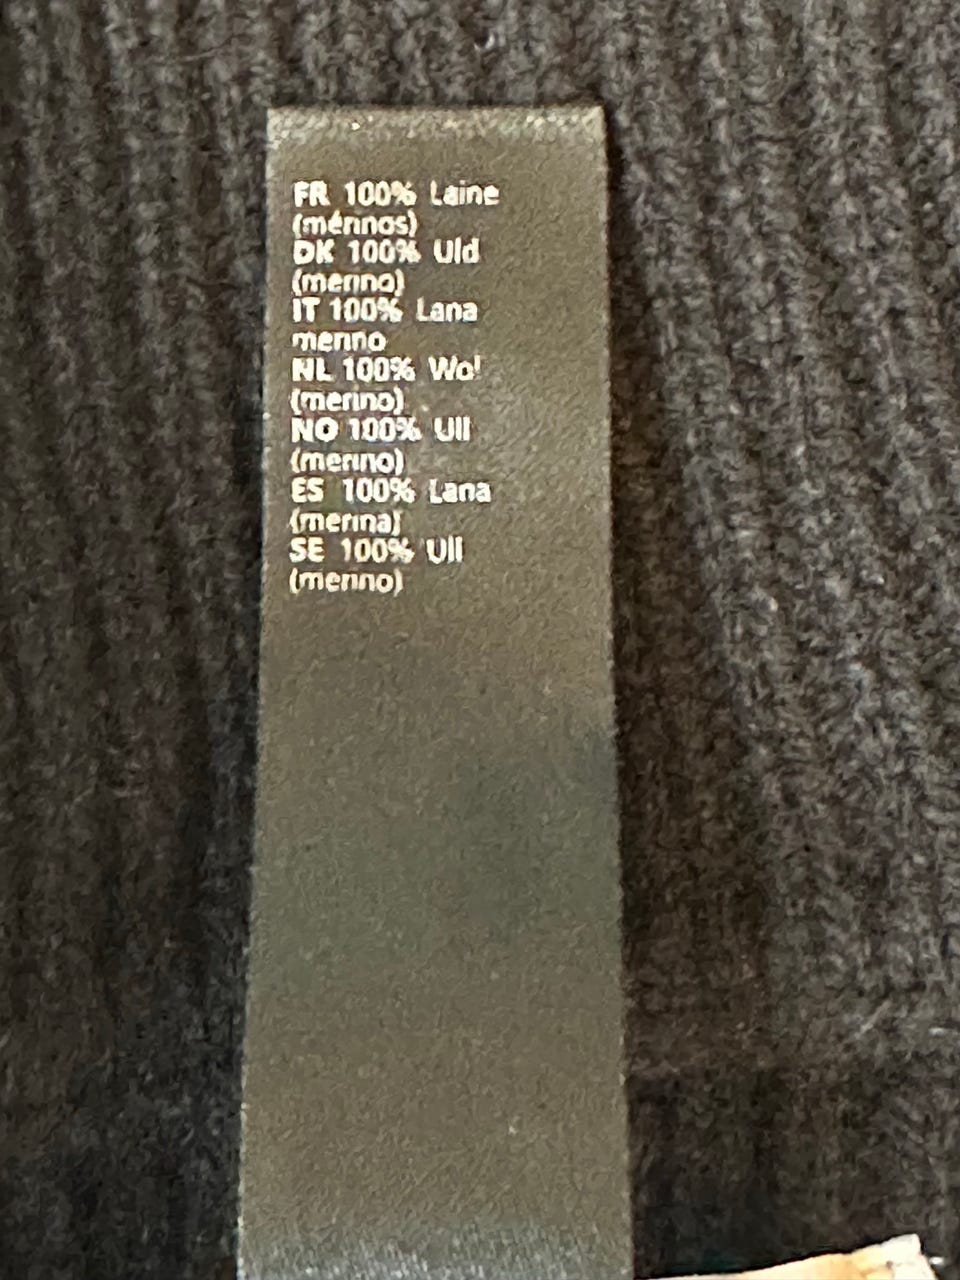 FR 100% Laine
(mérinos)
DK 100% Uld
(merino)
IT 100% Lana
merino
NL 100% Wol
(merino)
NO 100% Ull
(merino)
ES 100% Lana
(merina)
SE 100% Ull
(merino)